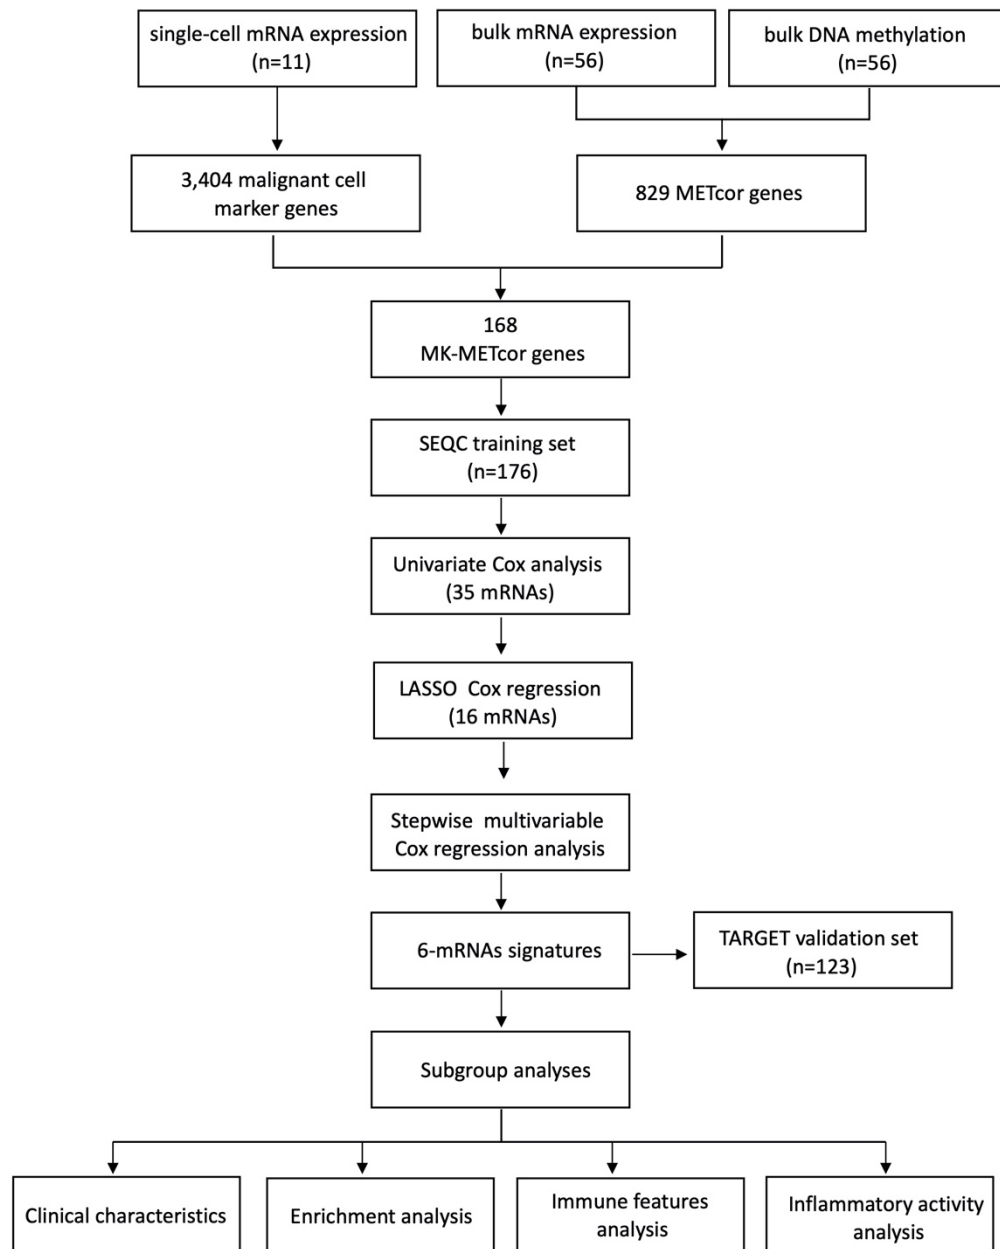 single-cell mRNA expression
(n=11)
bulk mRNA expression
(n=56)
bulk DNA methylation
(n=56)
3,404 malignant cell
marker genes
829 METcor genes
168
MK-METcor genes
SEQC training set
(n=176)
Univariate Cox analysis
(35 mRNAs)
LASSO Cox regression
(16 mRNAs)
Stepwise multivariable
Cox regression analysis
6-mRNAs signatures
TARGET validation set
(n=123)
Subgroup analyses
Clinical characteristics
Enrichment analysis
Immune features
analysis
Inflammatory activity
analysis